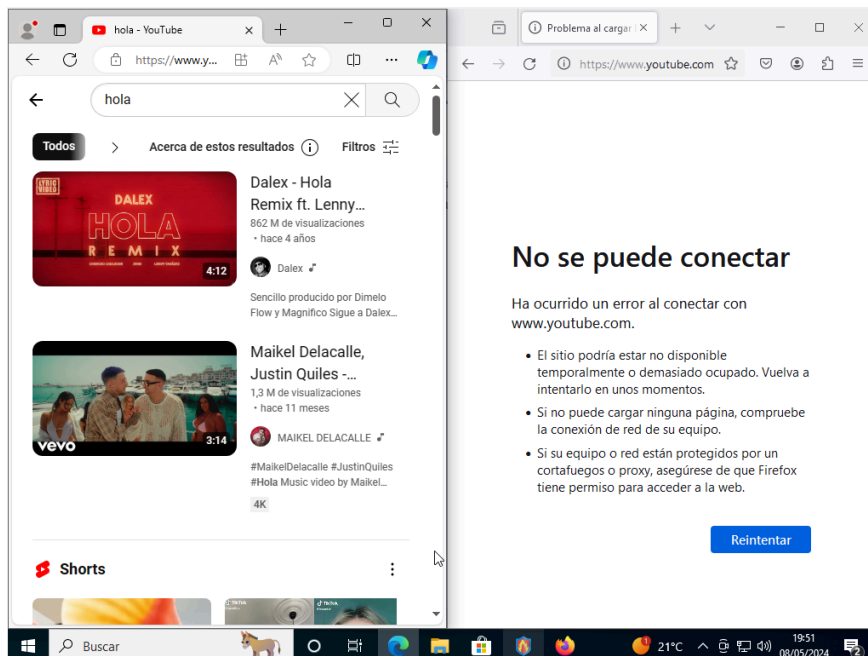 hola - YouTube
https://www.y...
hola
Todos
Acerca de estos resultados
Filtros
LYRIC
VIDEO
DALEX
HOLA
REMIX
4:12
Dalex - Hola
Remix ft. Lenny...
862 M de visualizaciones
• hace 4 años
Dalex
Sencillo producido por Dimelo
Flow y Magnifico Sigue a Dalex...
vevo
3:14
Maikel Delacalle,
Justin Quiles -...
1,3 M de visualizaciones
• hace 11 meses
MAIKEL DELACALLE
#MaikelDelacalle #JustinQuiles
#Hola Music video by Maikel...
4K
Shorts
TikTok
TikTok
Problema al cargar
https://www.youtube.com
No se puede conectar
Ha ocurrido un error al conectar con
www.youtube.com.
• El sitio podría estar no disponible
temporalmente o demasiado ocupado. Vuelva a
intentarlo en unos momentos.
• Si no puede cargar ninguna página, compruebe
la conexión de red de su equipo.
• Si su equipo o red están protegidos por un
cortafuegos o proxy, asegúrese de que Firefox
tiene permiso para acceder a la web.
Reintentar
Buscar
21°C
19:51
08/05/2024
2